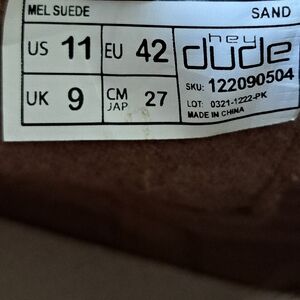 MEL SUEDE SAND
US 11 EU 42
hey
dude
UK 9 CM JAP 27
SKU: 122090504
LOT: 0321-1222-PK
MADE IN CHINA